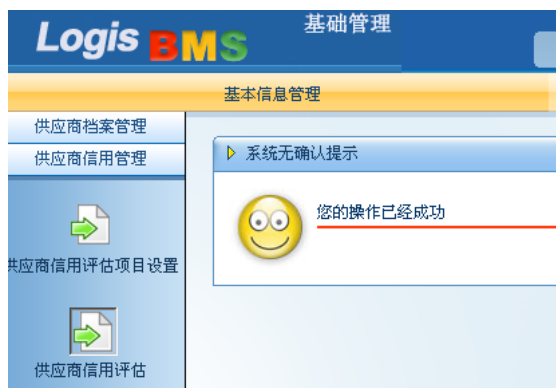 Logis BMS
基础管理
基本信息管理
供应商档案管理
供应商信用管理
系统无确认提示
您的操作已经成功
供应商信用评估项目设置
供应商信用评估